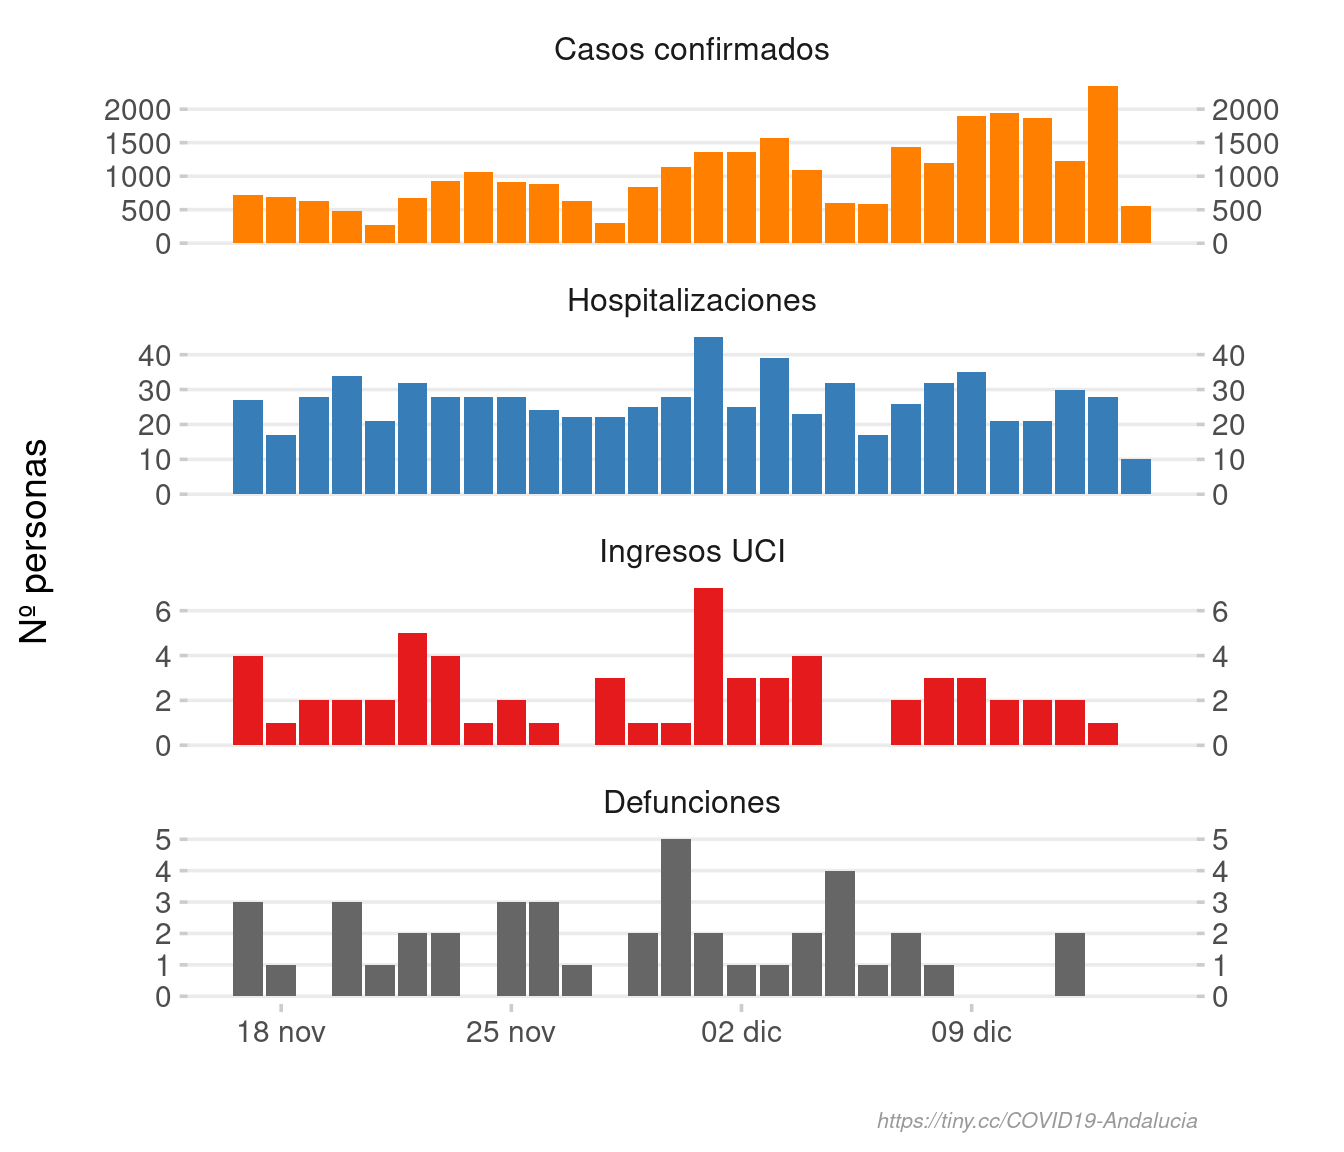 Casos confirmados
2000 2000
1500 1500
1000 1000
500 500
0 0
Hospitalizaciones
40 40
30 30
20 20
10 10
0 0
Nº personas
Ingresos UCI
6 6
4 4
2 2
0 0
Defunciones
5 5
4 4
3 3
2 2
1 1
0 0
18 nov 25 nov 02 dic 09 dic
https://tiny.cc/COVID19-Andalucia